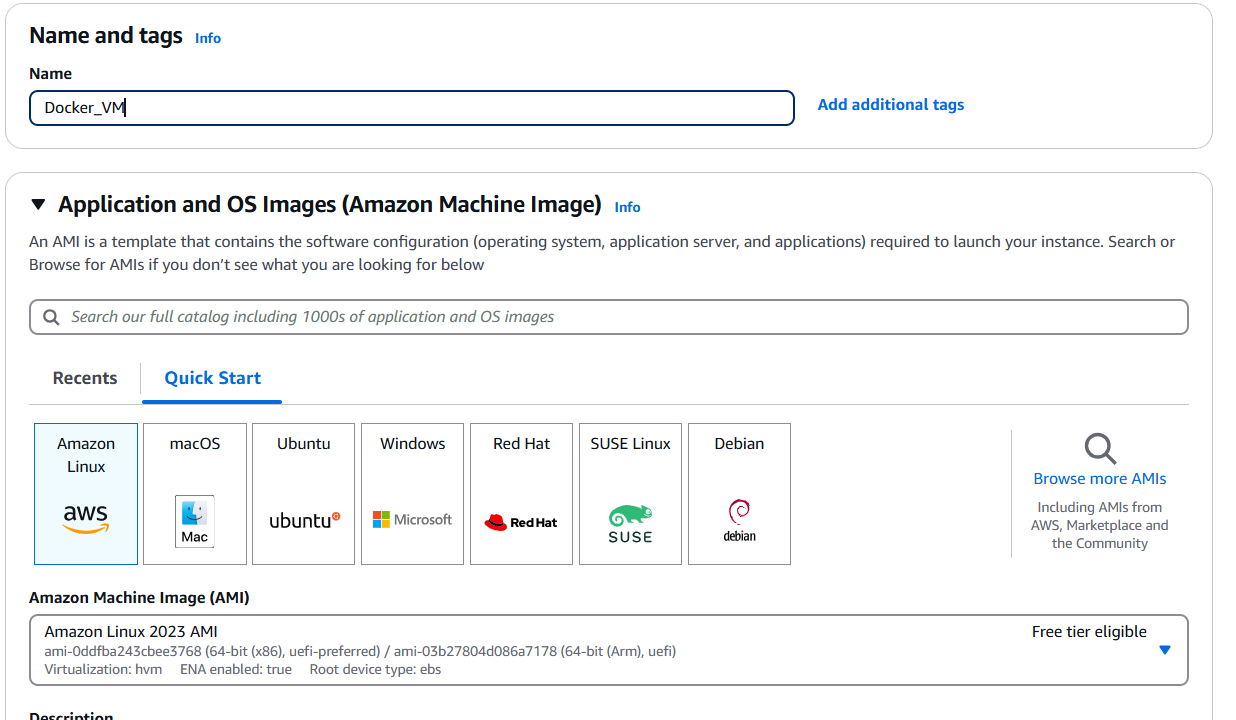 Name and tags Info
Name
Docker_VM
Add additional tags
Application and OS Images (Amazon Machine Image) Info
An AMI is a template that contains the software configuration (operating system, application server, and applications) required to launch your instance. Search or
Browse for AMIs if you don’t see what you are looking for below
Search our full catalog including 1000s of application and OS images
Recents
Quick Start
Amazon
Linux
aws
macOS
Mac
Ubuntu
ubuntu
Windows
Microsoft
Red Hat
Red Hat
SUSE Linux
SUSE
Debian
debian
Browse more AMIs
Including AMIs from
AWS, Marketplace and
the Community
Amazon Machine Image (AMI)
Amazon Linux 2023 AMI
Free tier eligible
ami-0ddfba243cbee3768 (64-bit (x86), uefi-preferred) / ami-03b27804d086a7178 (64-bit (Arm), uefi)
Virtualization: hvm ENA enabled: true Root device type: ebs
Description